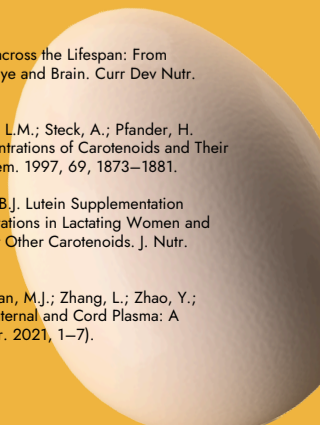 across the Lifespan: From
ye and Brain. Curr Dev Nutr.
L.M.; Steck, A.; Pfander, H.
ntrations of Carotenoids and Their
em. 1997, 69, 1873–1881.
B.J. Lutein Supplementation
ations in Lactating Women and
Other Carotenoids. J. Nutr.
an, M.J.; Zhang, L.; Zhao, Y.;
ternal and Cord Plasma: A
r. 2021, 1–7).